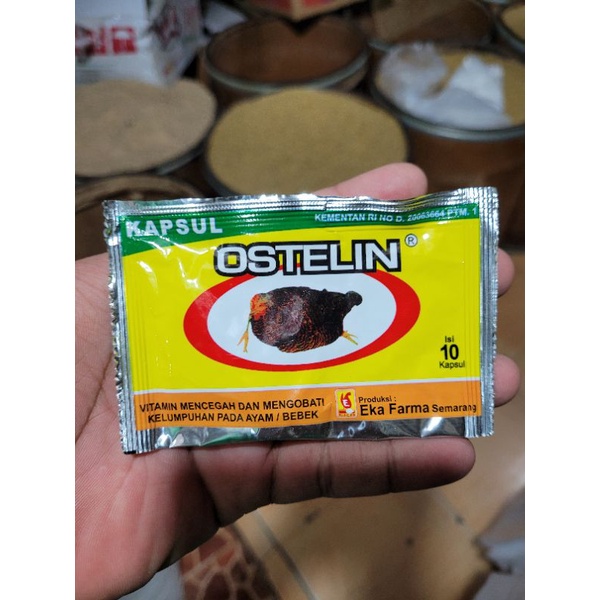 KAPSUL
KEMENTAN RI NO D. 20083664 PTM. 1
OSTELIN®
Isi
10
Kapsul
VITAMIN MENCEGAH DAN MENGOBATI
KELUMPUHAN PADA AYAM / BEBEK
Produksi :
Eka Farma Semarang